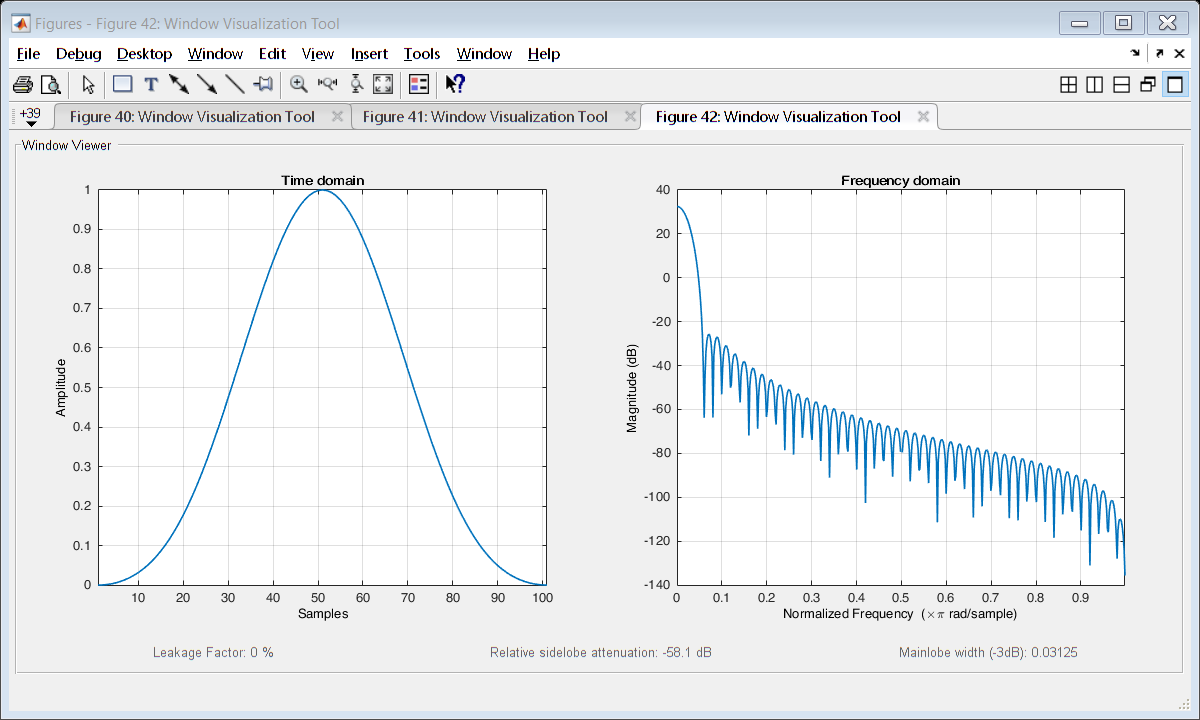 Figures - Figure 42: Window Visualization Tool
File Debug Desktop Window Edit View Insert Tools Window Help
T ?
+39 Figure 40: Window Visualization Tool Figure 41: Window Visualization Tool Figure 42: Window Visualization Tool
Window Viewer
Time domain
1
0.9
0.8
0.7
0.6
0.5
0.4
0.3
0.2
0.1
0
Amplitude
10 20 30 40 50 60 70 80 90 100
Samples
Frequency domain
40
20
0
-20
-40
-60
-80
-100
-120
-140
Magnitude (dB)
0 0.1 0.2 0.3 0.4 0.5 0.6 0.7 0.8 0.9
Normalized Frequency (×π rad/sample)
Leakage Factor: 0 % Relative sidelobe attenuation: -58.1 dB Mainlobe width (-3dB): 0.03125